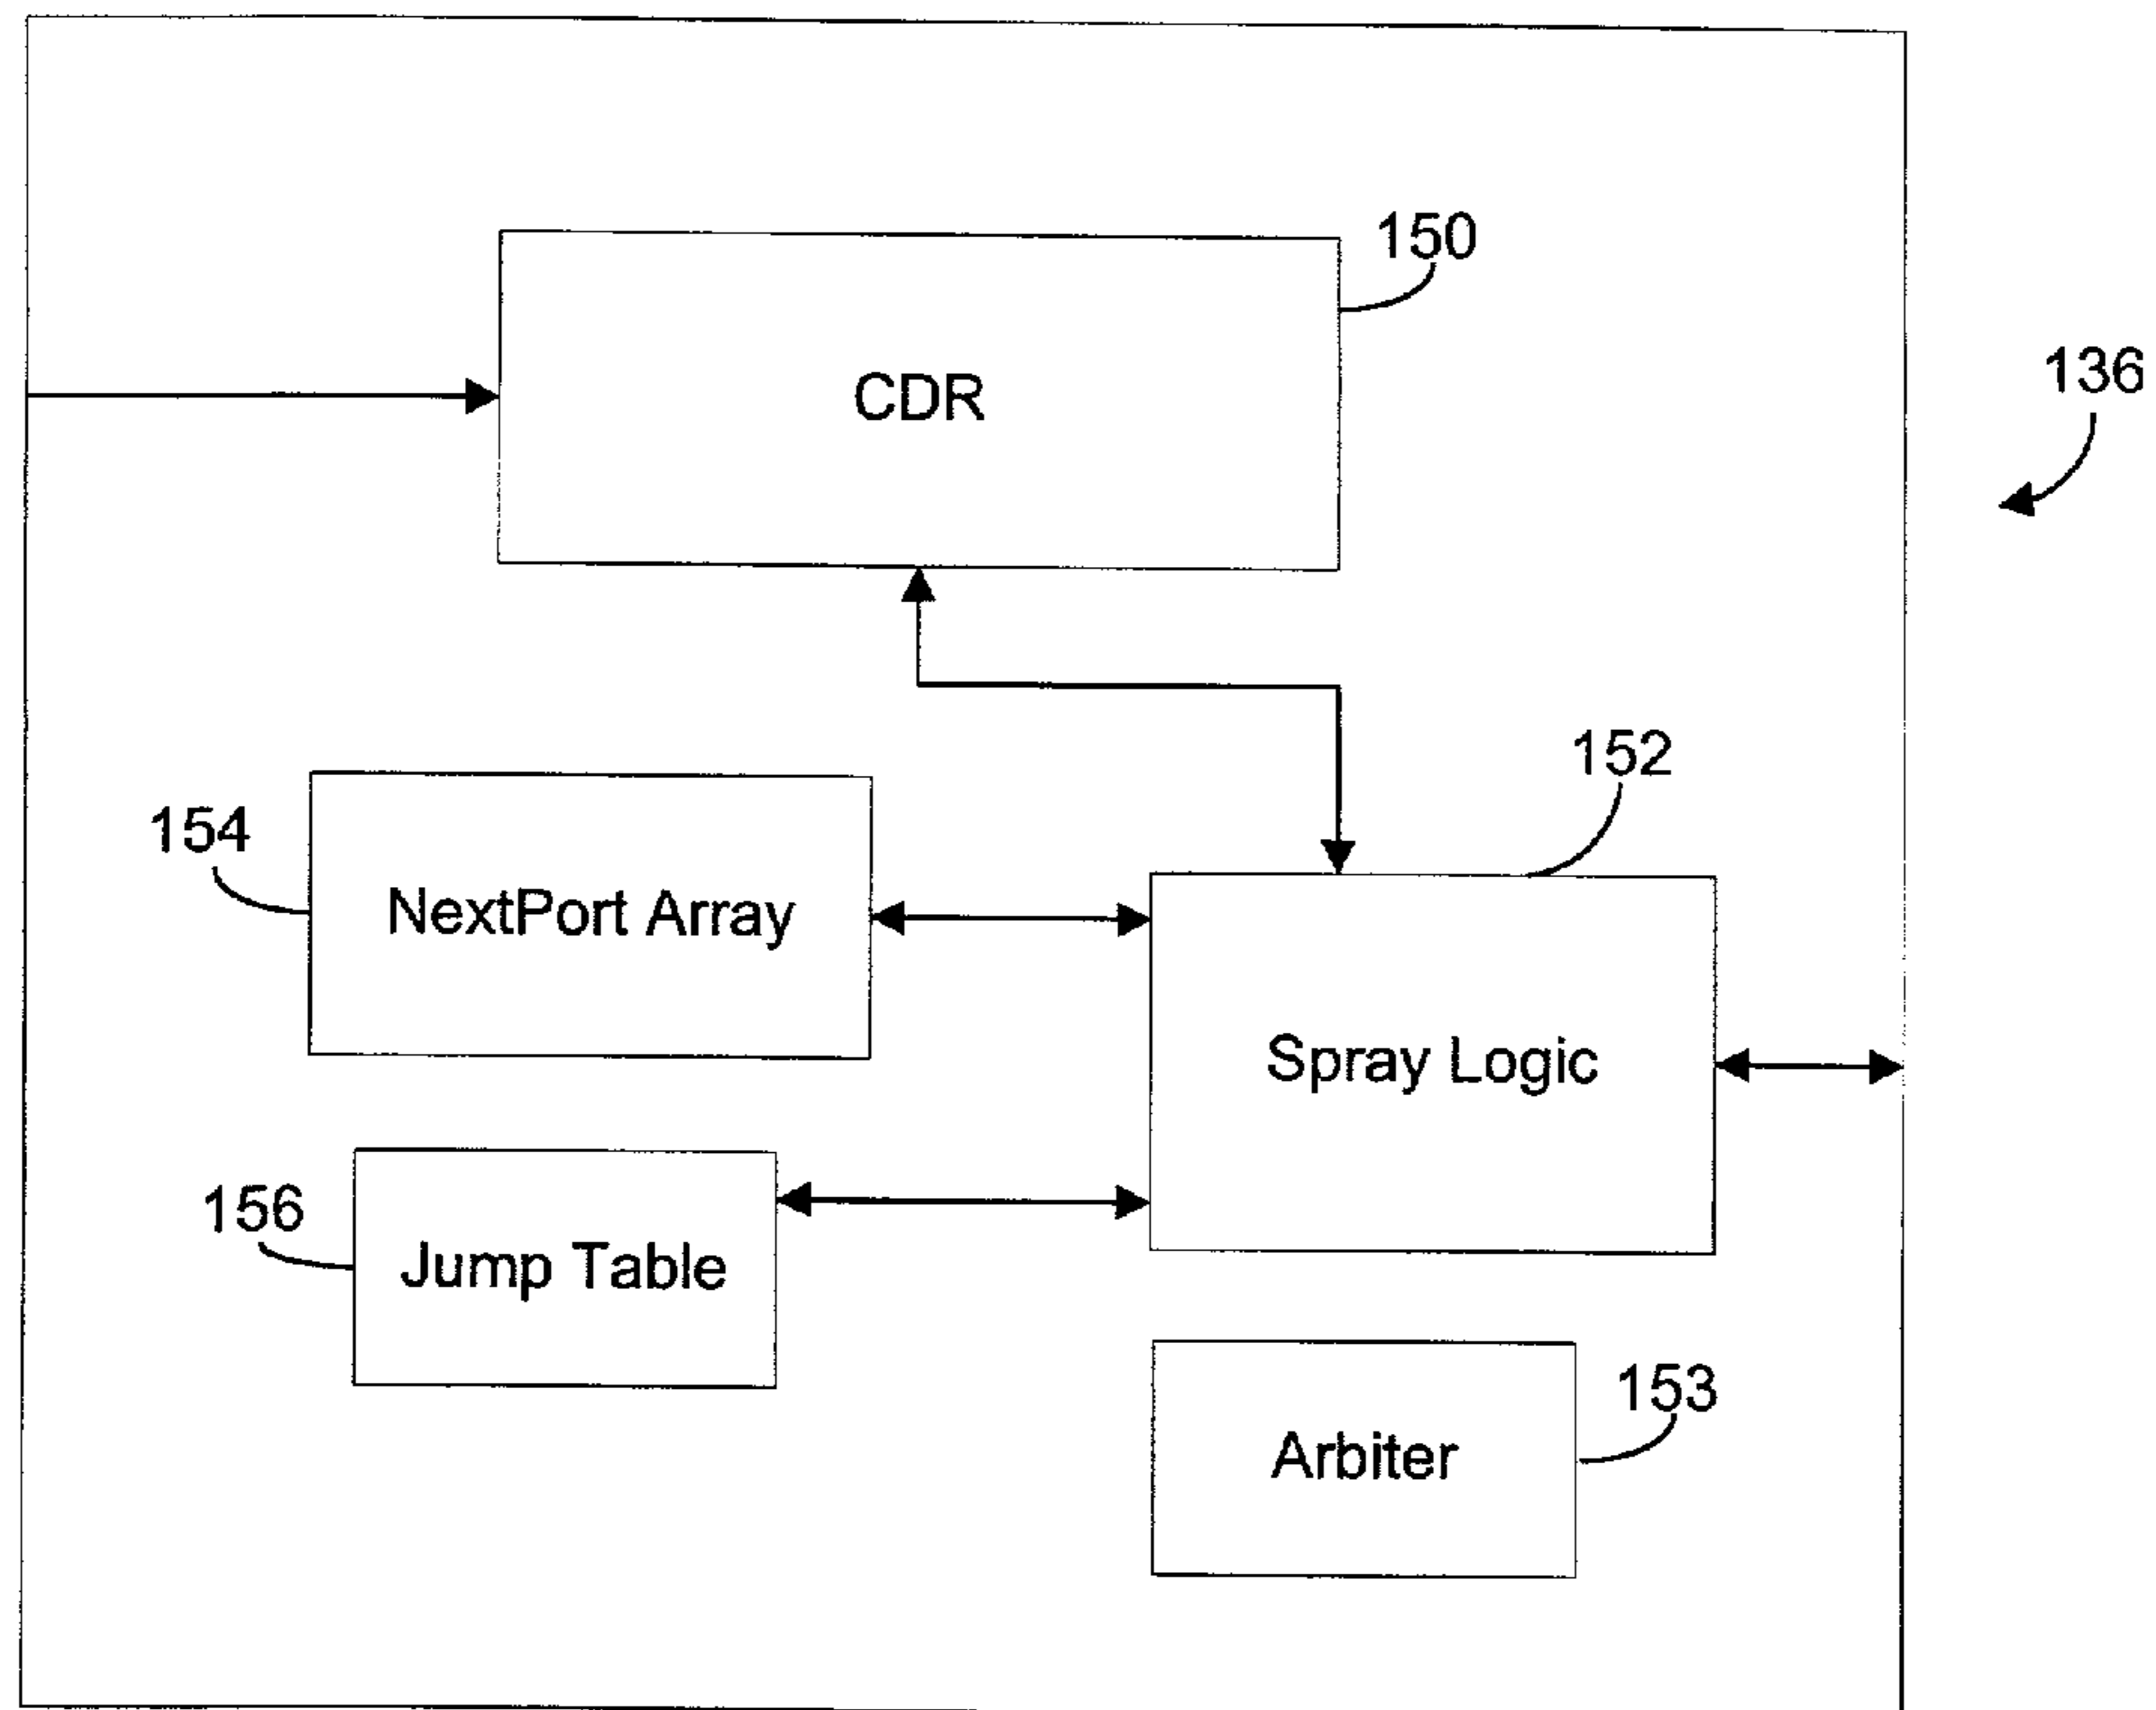 150
CDR
136
152
154
NextPort Array
Spray Logic
156
Jump Table
153
Arbiter